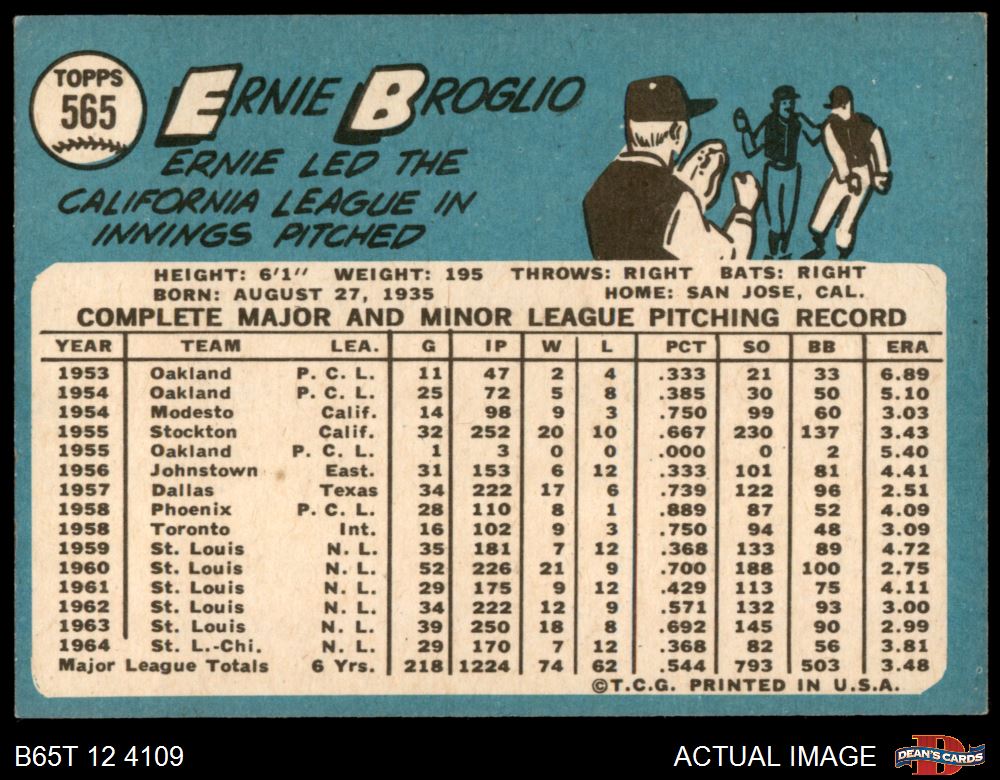 TOPPS
565
ERNIE BROGLIO
ERNIE LED THE
CALIFORNIA LEAGUE IN
INNINGS PITCHED
HEIGHT: 6'1" WEIGHT: 195 THROWS: RIGHT BATS: RIGHT
BORN: AUGUST 27, 1935 HOME: SAN JOSE, CAL.
COMPLETE MAJOR AND MINOR LEAGUE PITCHING RECORD
YEAR TEAM LEA. G IP W L PCT SO BB ERA
1953 Oakland P. C. L. 11 47 2 4 .333 21 33 6.89
1954 Oakland P. C. L. 25 72 5 8 .385 30 50 5.10
1954 Modesto Calif. 14 98 9 3 .750 99 60 3.03
1955 Stockton Calif. 32 252 20 10 .667 230 137 3.43
1955 Oakland P. C. L. 1 3 0 0 .000 0 2 5.40
1956 Johnstown East. 31 153 6 12 .333 101 81 4.41
1957 Dallas Texas 34 222 17 6 .739 122 96 2.51
1958 Phoenix P. C. L. 28 110 8 1 .889 87 52 4.09
1958 Toronto Int. 16 102 9 3 .750 94 48 3.09
1959 St. Louis N. L. 35 181 7 12 .368 133 89 4.72
1960 St. Louis N. L. 52 226 21 9 .700 188 100 2.75
1961 St. Louis N. L. 29 175 9 12 .429 113 75 4.11
1962 St. Louis N. L. 34 222 12 9 .571 132 93 3.00
1963 St. Louis N. L. 39 250 18 8 .692 145 90 2.99
1964 St. L.-Chi. N. L. 29 170 7 12 .368 82 56 3.81
Major League Totals 6 Yrs. 218 1224 74 62 .544 793 503 3.48
©T.C.G. PRINTED IN U.S.A.
B65T 12 4109 ACTUAL IMAGE DEAN'S CARDS